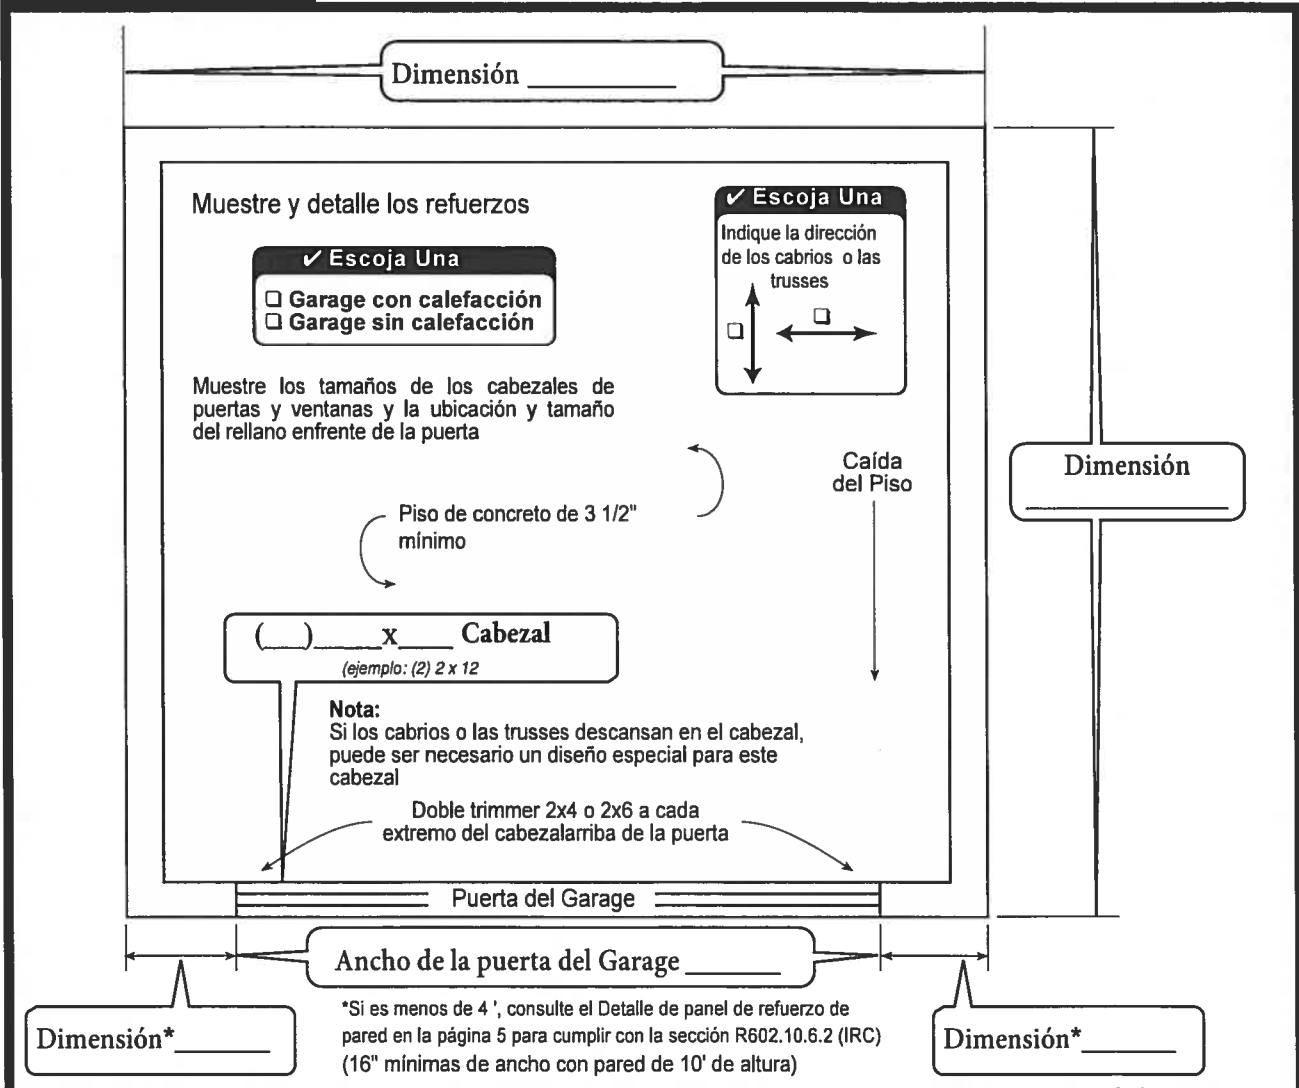 Dimensión ________
Muestre y detalle los refuerzos
✓ Escoja Una
❑ Garage con calefacción
❑ Garage sin calefacción
✓ Escoja Una
Indique la dirección
de los cabrios o las
trusses
❑
❑
Muestre los tamaños de los cabezales de
puertas y ventanas y la ubicación y tamaño
del rellano enfrente de la puerta
Caída
del Piso
Dimensión
________
Piso de concreto de 3 1/2"
mínimo
(___)_____x____ Cabezal
(ejemplo: (2) 2 x 12
Nota:
Si los cabrios o las trusses descansan en el cabezal,
puede ser necesario un diseño especial para este
cabezal
Doble trimmer 2x4 o 2x6 a cada
extremo del cabezalarriba de la puerta
Puerta del Garage
Ancho de la puerta del Garage_______
Dimensión*_______
*Si es menos de 4 ', consulte el Detalle de panel de refuerzo de
pared en la página 5 para cumplir con la sección R602.10.6.2 (IRC)
(16" mínimas de ancho con pared de 10' de altura)
Dimensión*_______